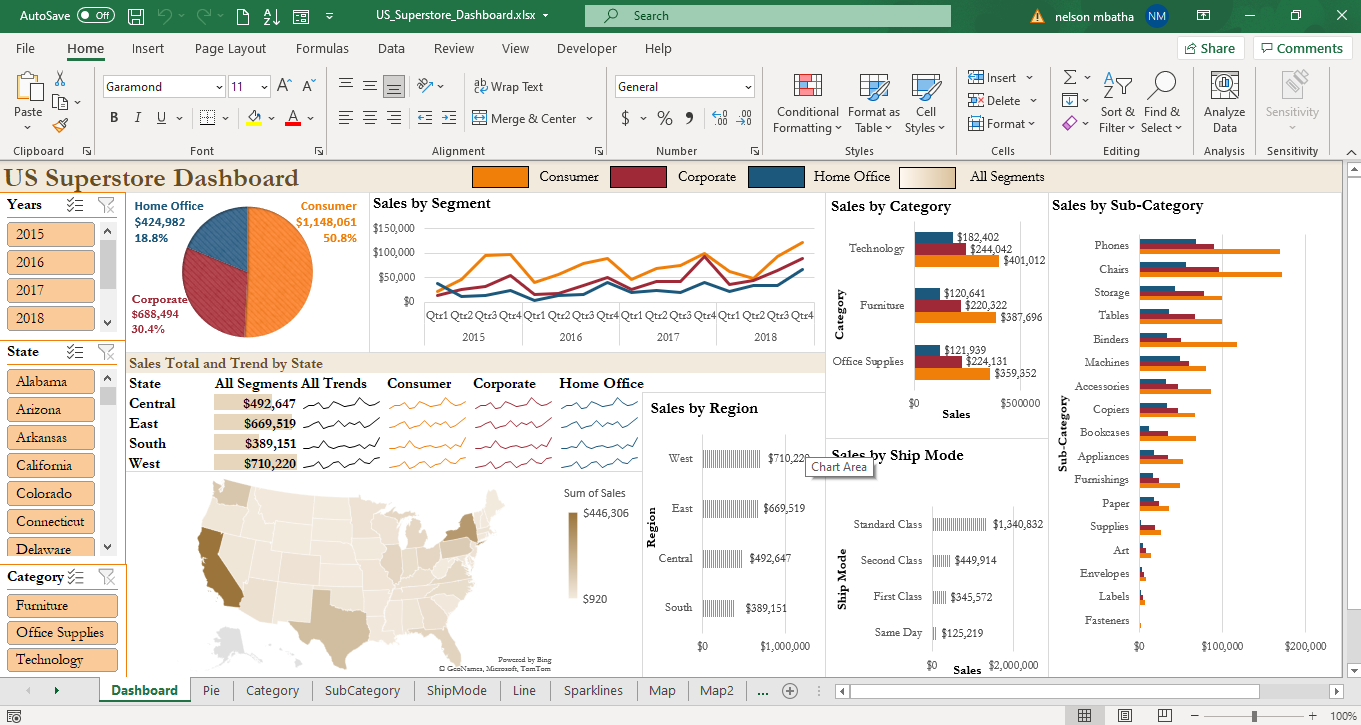 AutoSave Off US_Superstore_Dashboard.xlsx Search nelson mbatha NM
File Home Insert Page Layout Formulas Data Review View Developer Help Share Comments
Garamond 11 Wrap Text General Insert
Paste B I U Merge & Center $ % Delete Format
Conditional Formatting Format as Table Cell Styles Sort & Filter Find & Select Analyze Data Sensitivity
Clipboard Font Alignment Number Styles Cells Editing Analysis Sensitivity
US Superstore Dashboard
Consumer Corporate Home Office All Segments
Years
2015
2016
2017
2018
State
Alabama
Arizona
Arkansas
California
Colorado
Connecticut
Delaware
Category
Furniture
Office Supplies
Technology
Home Office
$424,982
18.8%
Consumer
$1,148,061
50.8%
Corporate
$688,494
30.4%
Sales by Segment
$150,000
$100,000
$50,000
$0
Qtr1 Qtr2 Qtr3 Qtr4 Qtr1 Qtr2 Qtr3 Qtr4 Qtr1 Qtr2 Qtr3 Qtr4 Qtr1 Qtr2 Qtr3 Qtr4
2015 2016 2017 2018
Sales Total and Trend by State
State All Segments All Trends Consumer Corporate Home Office
Central $492,647
East $669,519
South $389,151
West $710,220
Sum of Sales
$446,306
$920
Powered by Bing
© GeoNames, Microsoft, TomTom
Sales by Region
Region
West $710,220
East $669,519
Central $492,647
South $389,151
$0 $1,000,000
Chart Area
Sales by Category
Category
Technology $182,402 $244,042 $401,012
Furniture $120,641 $220,322 $387,696
Office Supplies $121,939 $224,131 $359,352
$0 $500000
Sales
Sales by Ship Mode
Ship Mode
Standard Class $1,340,832
Second Class $449,914
First Class $345,572
Same Day $125,219
$0 $2,000,000
Sales
Sales by Sub-Category
Sub-Category
Phones
Chairs
Storage
Tables
Binders
Machines
Accessories
Copiers
Bookcases
Appliances
Furnishings
Paper
Supplies
Art
Envelopes
Labels
Fasteners
$0 $100,000 $200,000
Dashboard Pie Category SubCategory ShipMode Line Sparklines Map Map2 ...
100%